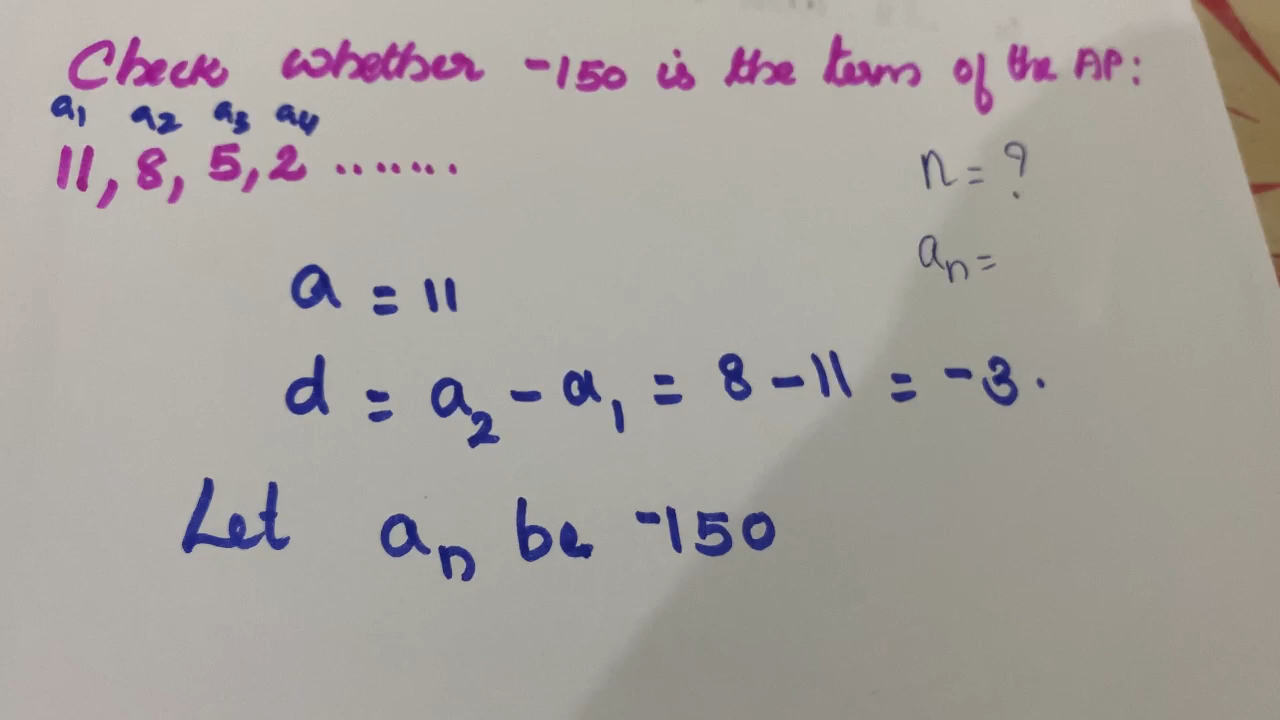 Check whether -150 is the term of the AP:
a1 a2 a3 a4
11, 8, 5, 2 .......
n = ?
an =
a = 11
d = a2 - a1 = 8 - 11 = -3.
Let an be -150